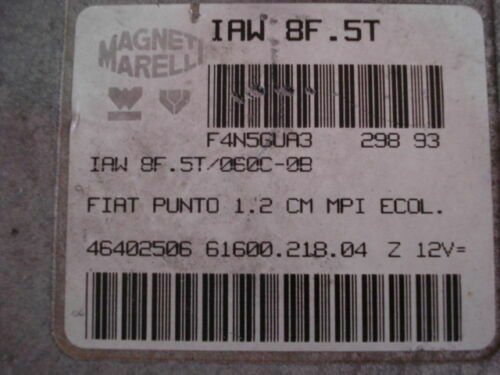 IAW 8F.5T
MAGNETI
MARELLI
F4N5GUA3 298 93
IAW 8F.5T/060C-0B
FIAT PUNTO 1.2 CM MPI ECOL.
46402506 61600.218.04 Z 12V=